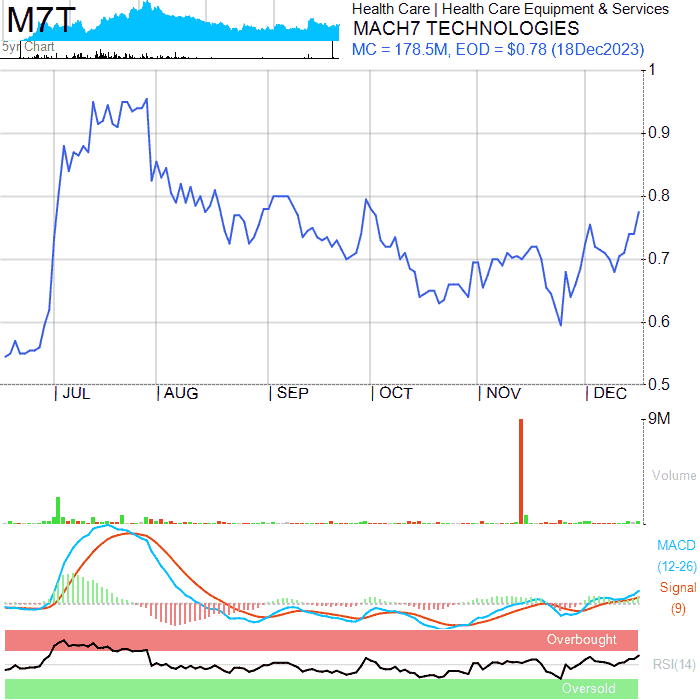 M7T
5yr Chart
Health Care | Health Care Equipment & Services
MACH7 TECHNOLOGIES
MC = 178.5M, EOD = $0.78 (18Dec2023)
1
0.9
0.8
0.7
0.6
0.5
| JUL | AUG | SEP | OCT | NOV | DEC
9M
Volume
MACD
(12-26)
Signal
(9)
Overbought
RSI(14)
Oversold